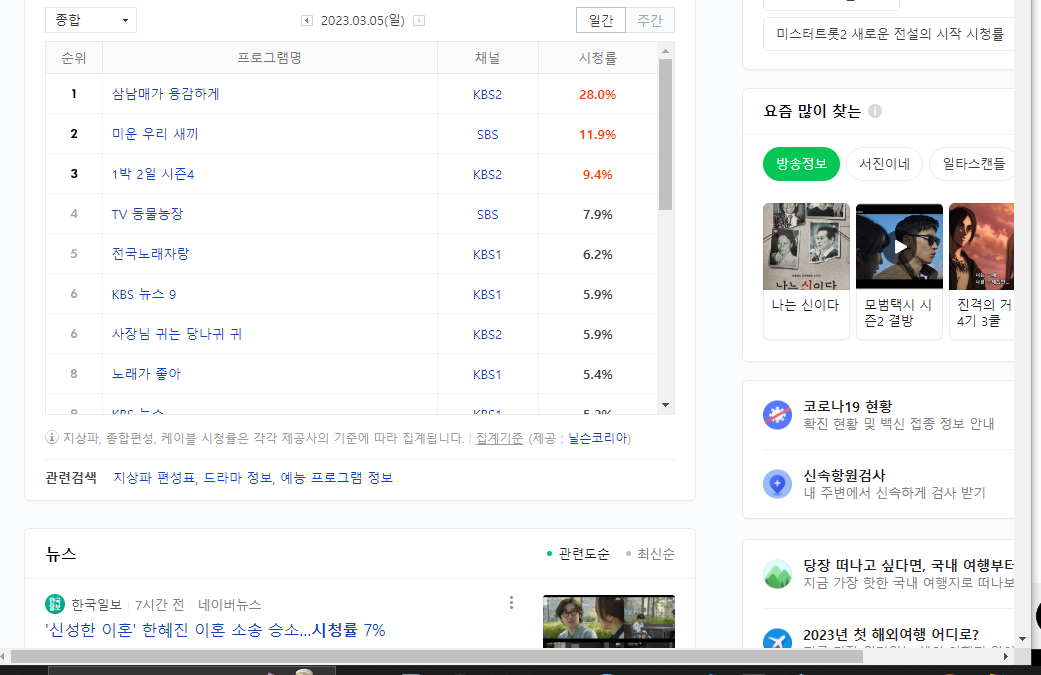 종합
2023.03.05(일)
일간 주간
순위 프로그램명 채널 시청률
1 삼남매가 용감하게 KBS2 28.0%
2 미운 우리 새끼 SBS 11.9%
3 1박 2일 시즌4 KBS2 9.4%
4 TV 동물농장 SBS 7.9%
5 전국노래자랑 KBS1 6.2%
6 KBS 뉴스 9 KBS1 5.9%
6 사장님 귀는 당나귀 귀 KBS2 5.9%
8 노래가 좋아 KBS1 5.4%
지상파, 종합편성, 케이블 시청률은 각각 제공사의 기준에 따라 집계됩니다. 집계기준 (제공 : 닐슨코리아)
관련검색 지상파 편성표, 드라마 정보, 예능 프로그램 정보
뉴스
관련도순 최신순
한국일보 7시간 전 네이버뉴스
'신성한 이혼' 한혜진 이혼 소송 승소...시청률 7%
미스터트롯2 새로운 전설의 시작 시청률
요즘 많이 찾는
방송정보 서진이네 일타스캔들
나는 신이다
나는 신이다
모범택시 시
즌2 결방
진격의 거
4기 3쿨
코로나19 현황
확진 현황 및 백신 접종 정보 안내
신속항원검사
내 주변에서 신속하게 검사 받기
당장 떠나고 싶다면, 국내 여행부터
지금 가장 핫한 국내 여행지로 떠나보
2023년 첫 해외여행 어디로?